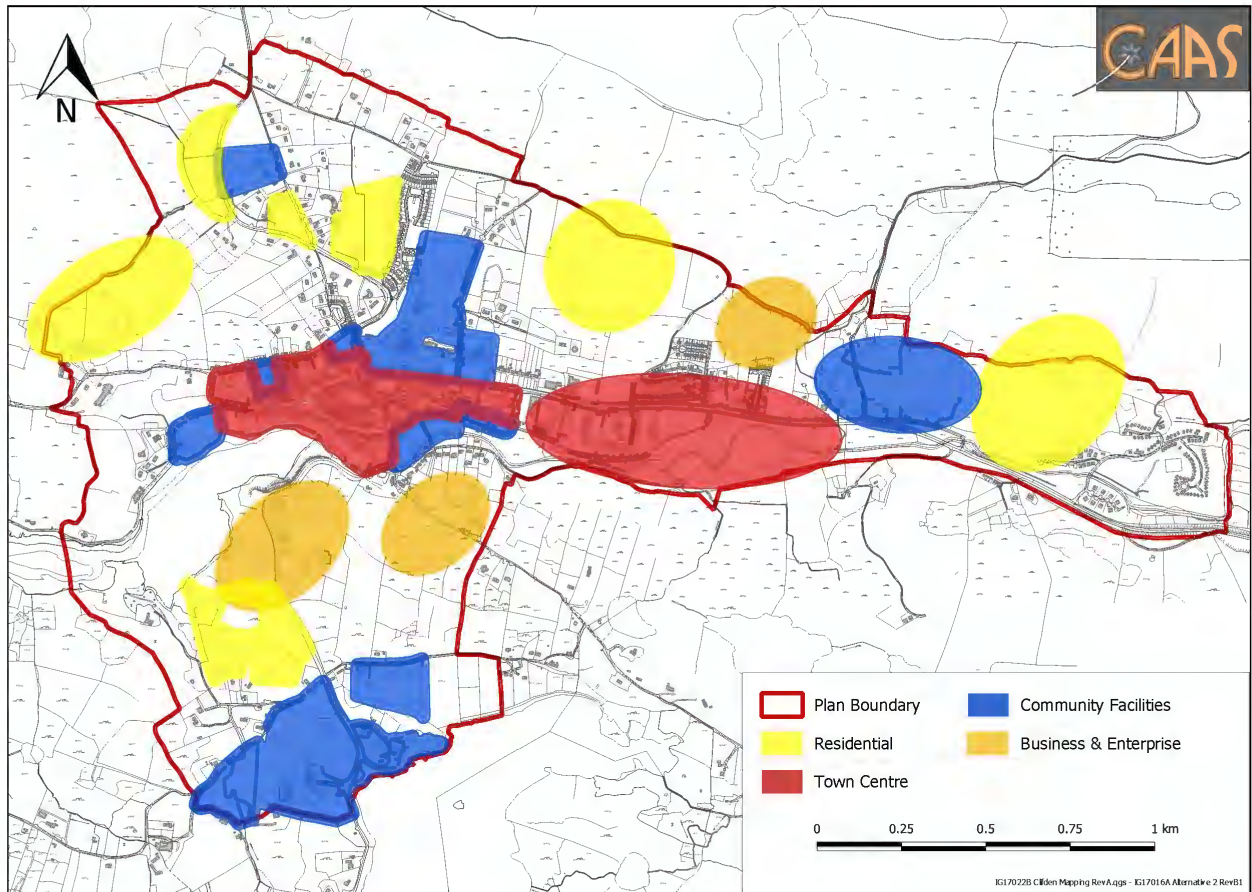 CAAS
N
Plan Boundary
Community Facilities
Residential
Business & Enterprise
Town Centre
0 0.25 0.5 0.75 1 km
IG17022B Clifden Mapping RevA.qgs - IG17016A Alternative 2 RevB1